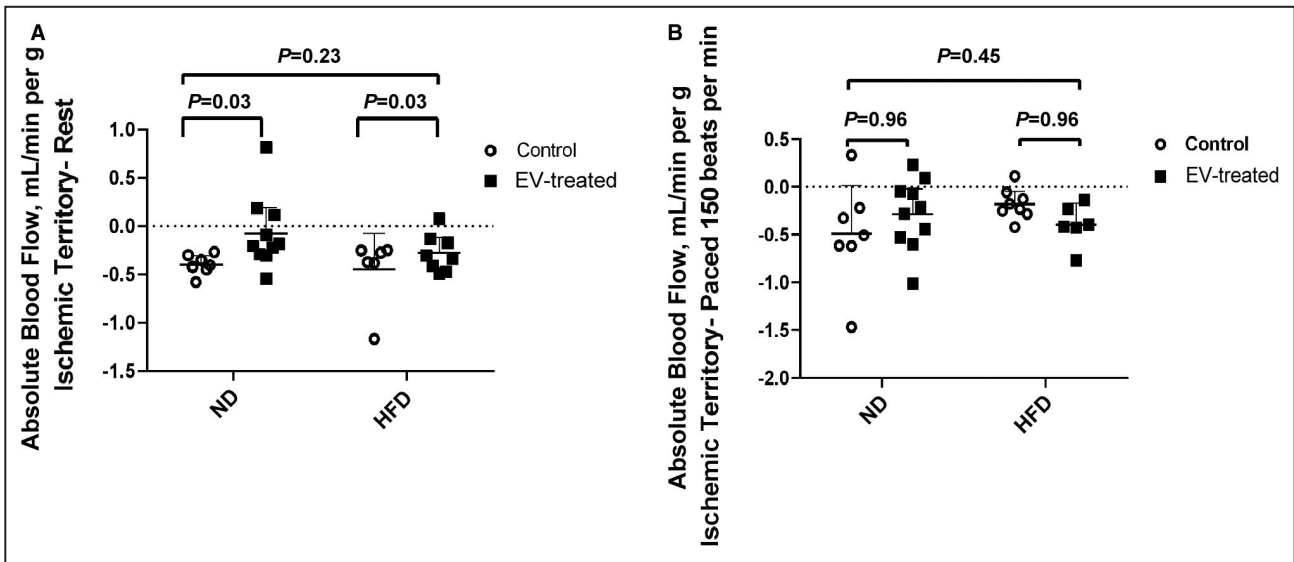 A
Absolute Blood Flow, mL/min per g
Ischemic Territory- Rest
P=0.23
P=0.03
P=0.03
1.0
0.5
0.0
-0.5
-1.0
-1.5
ND
HFD
Control
EV-treated
B
Absolute Blood Flow, mL/min per g
Ischemic Territory- Paced 150 beats per min
P=0.45
P=0.96
P=0.96
0.5
0.0
-0.5
-1.0
-1.5
-2.0
ND
HFD
Control
EV-treated